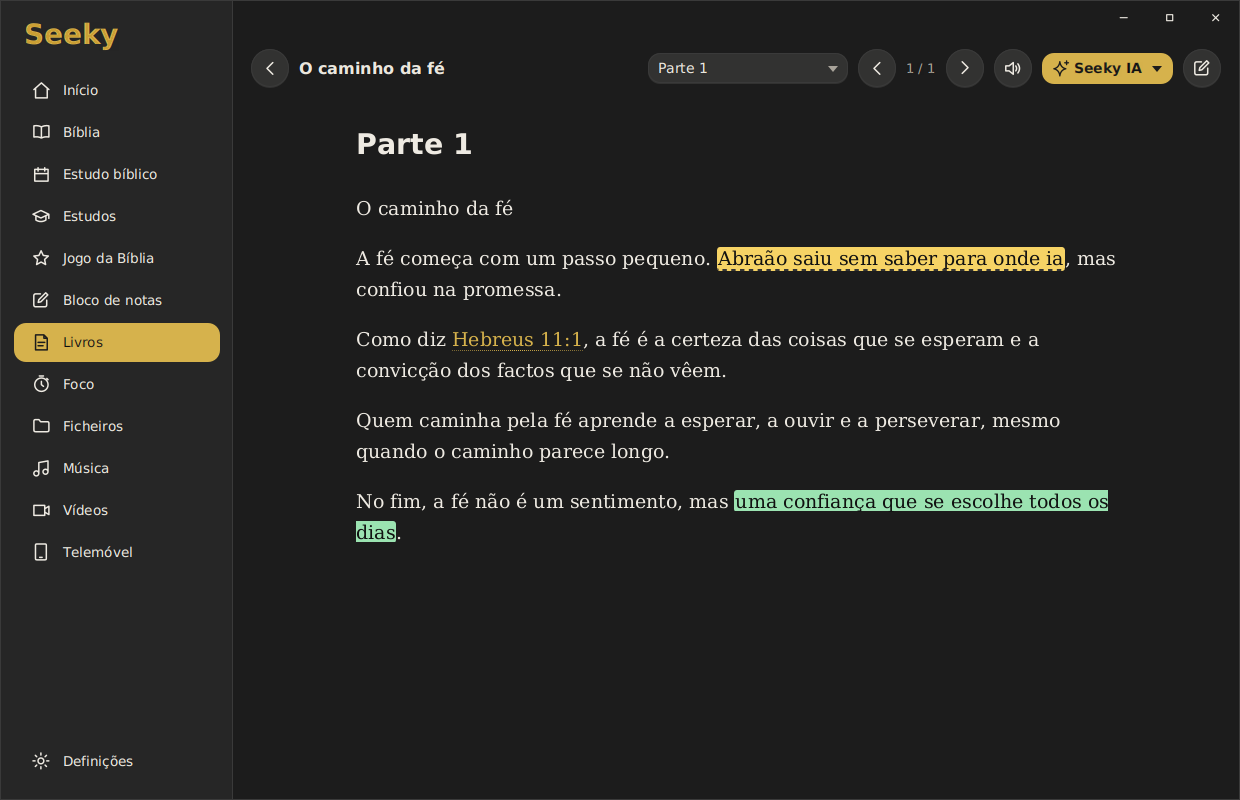 Seeky
Início
Bíblia
Estudo bíblico
Estudos
Jogo da Bíblia
Bloco de notas
Livros
Foco
Ficheiros
Música
Vídeos
Telemóvel
Definições
O caminho da fé
Parte 1
1 / 1
Seeky IA
Parte 1
O caminho da fé
A fé começa com um passo pequeno. Abraão saiu sem saber para onde ia, mas
confiou na promessa.
Como diz Hebreus 11:1, a fé é a certeza das coisas que se esperam e a
convicção dos factos que se não vêem.
Quem caminha pela fé aprende a esperar, a ouvir e a perseverar, mesmo
quando o caminho parece longo.
No fim, a fé não é um sentimento, mas uma confiança que se escolhe todos os
dias.